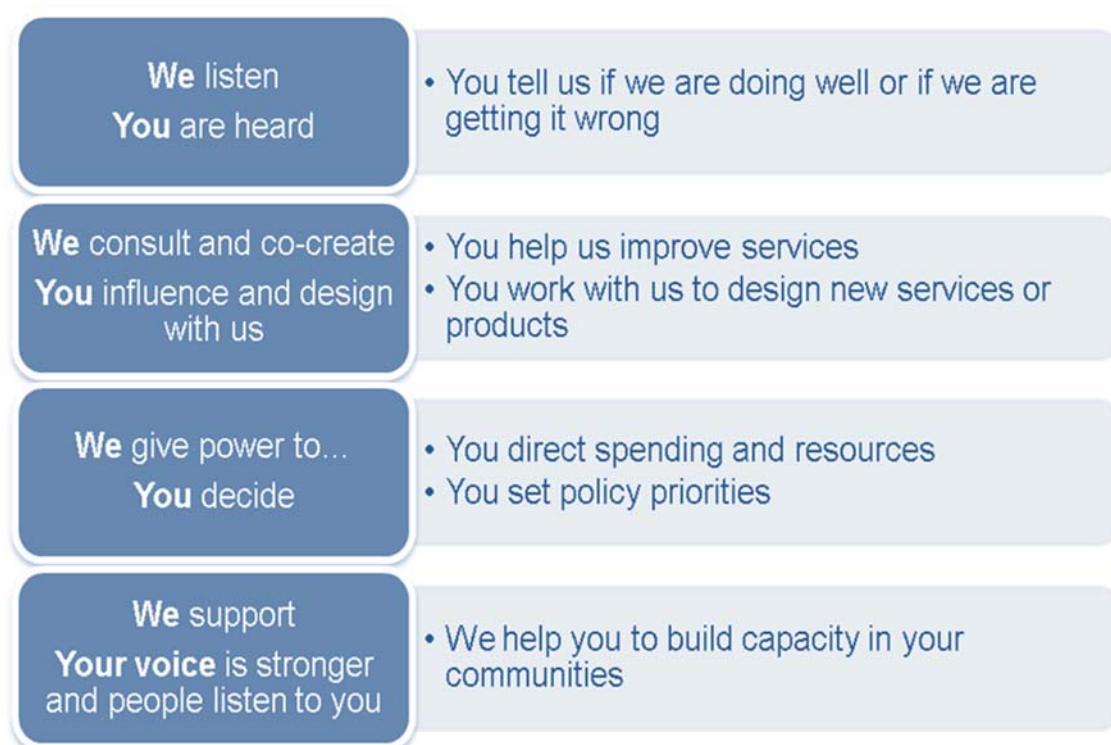 We listen
You are heard
• You tell us if we are doing well or if we are
getting it wrong
We consult and co-create
You influence and design
with us
• You help us improve services
• You work with us to design new services or
products
We give power to...
You decide
• You direct spending and resources
• You set policy priorities
We support
Your voice is stronger
and people listen to you
• We help you to build capacity in your
communities